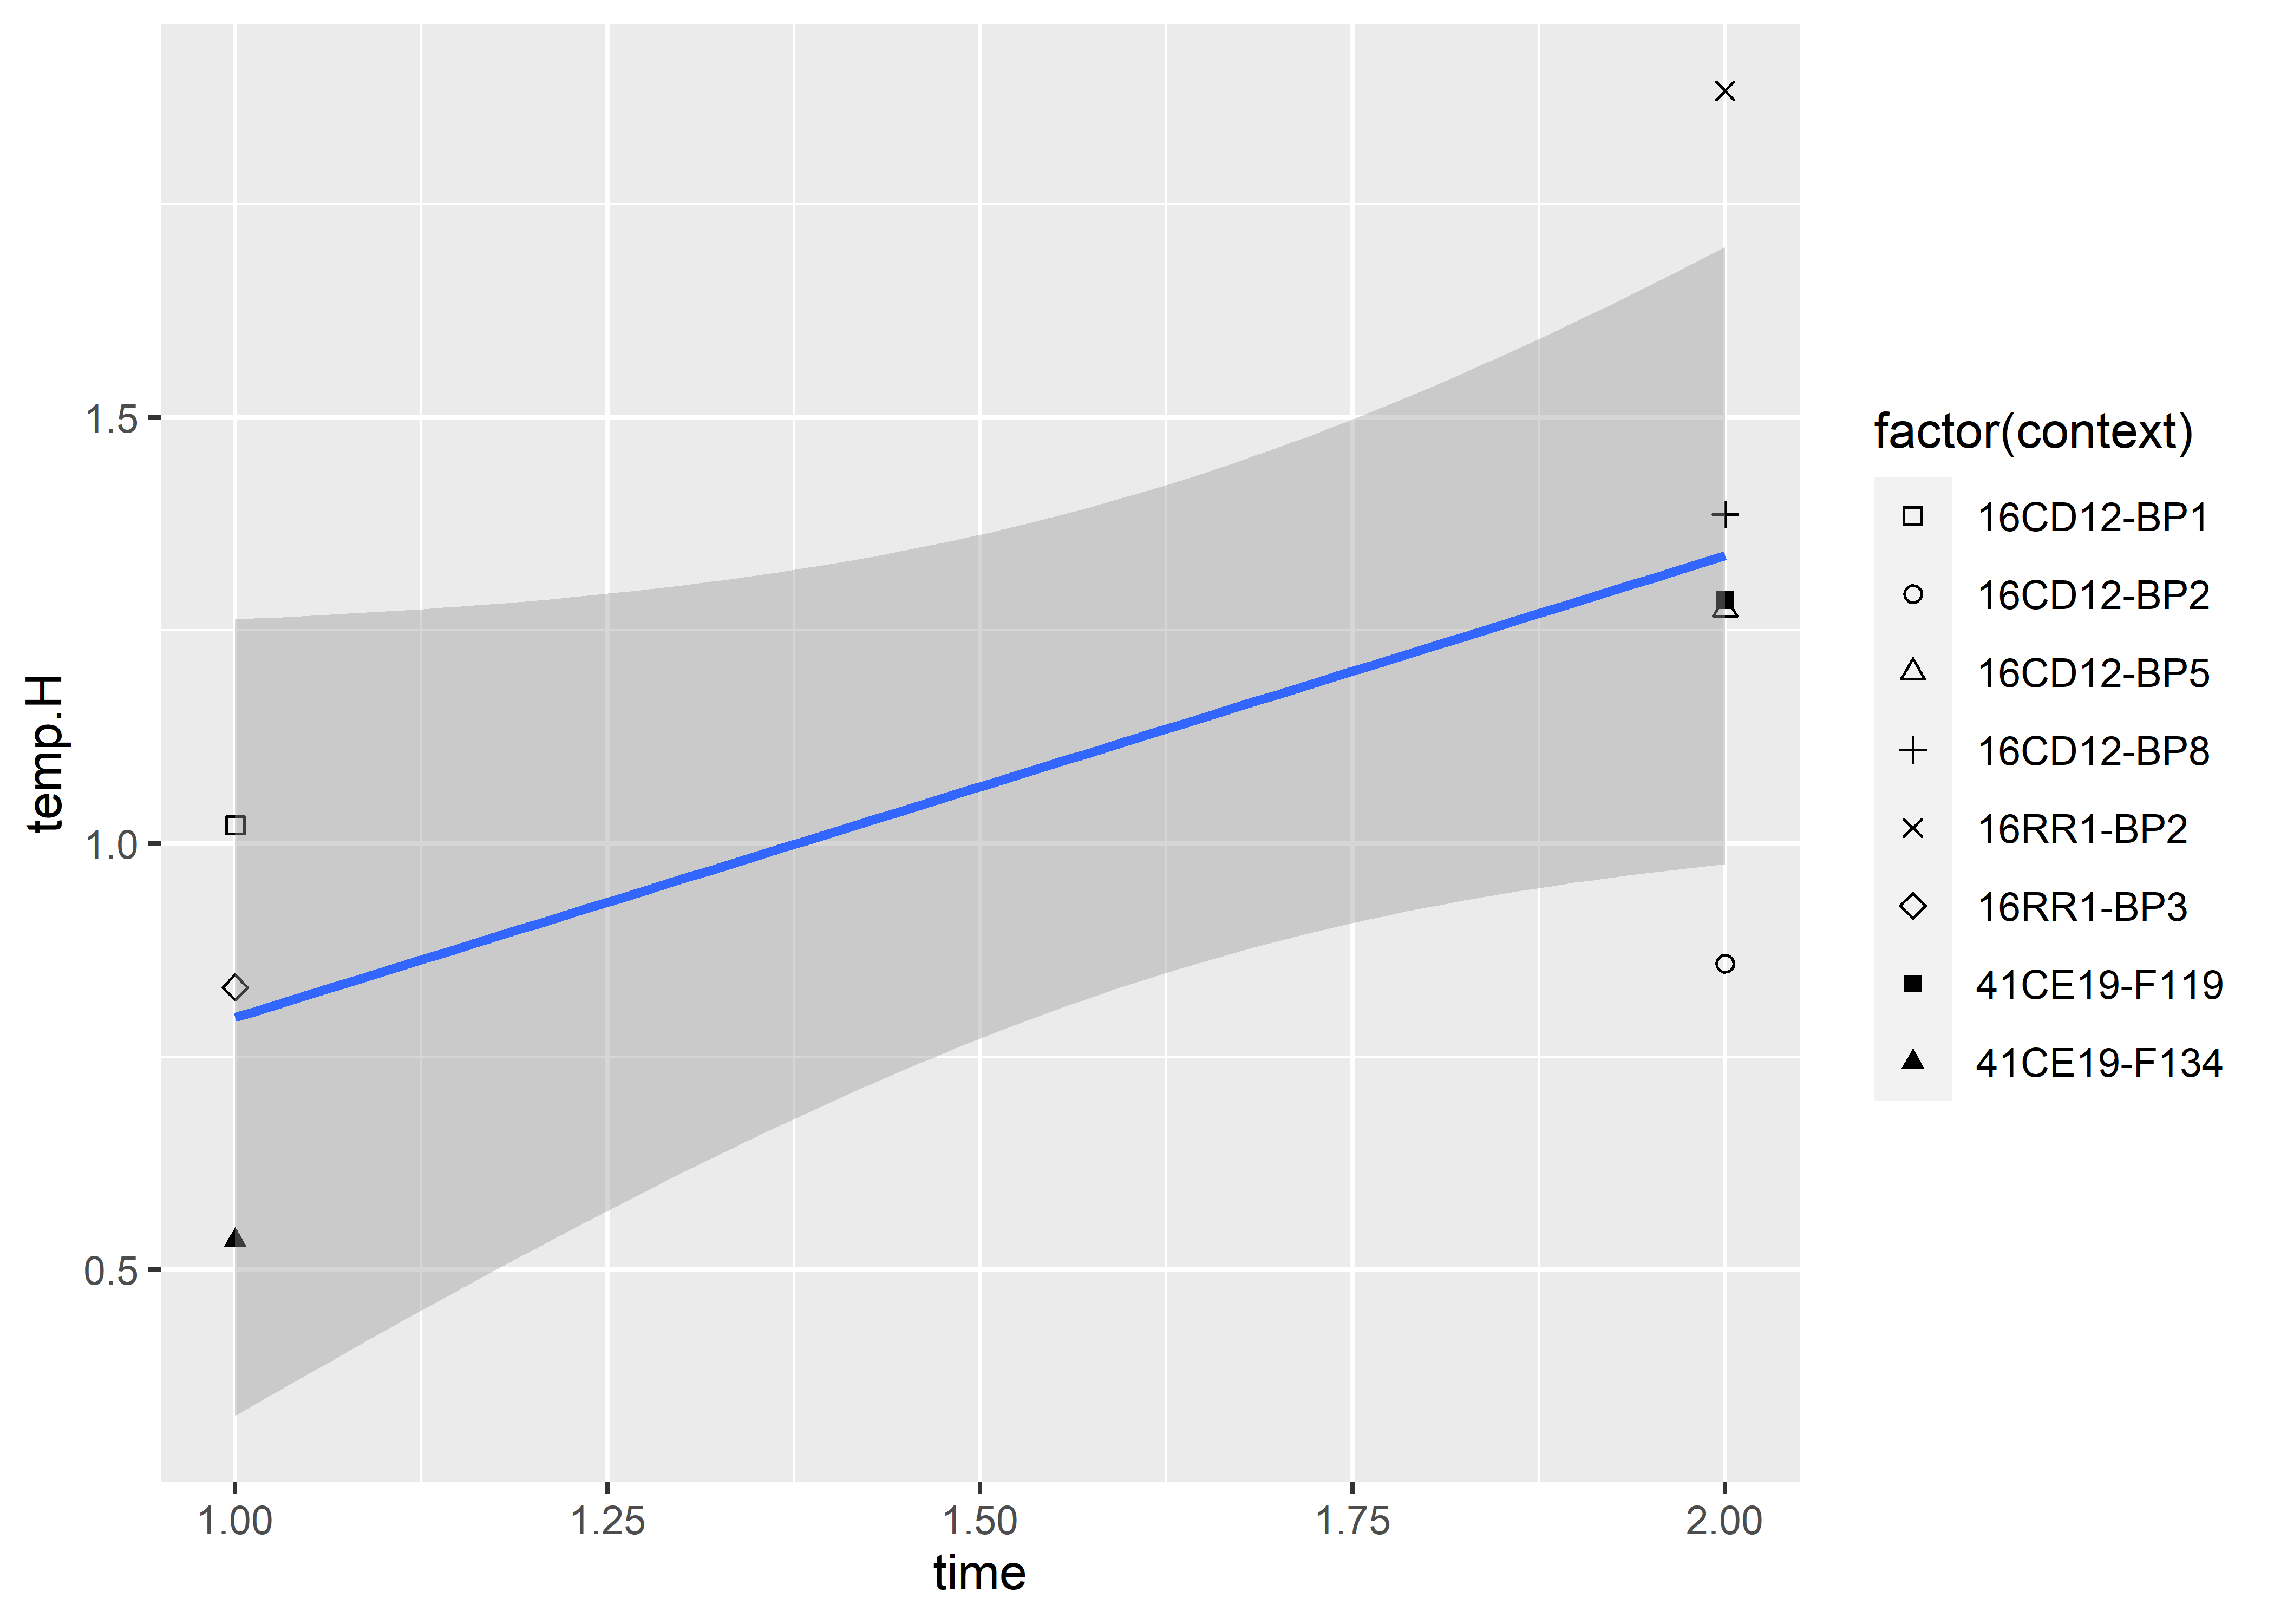 temp.H
1.5
1.0
0.5
1.00 1.25 1.50 1.75 2.00
time
factor(context)
16CD12-BP1
16CD12-BP2
16CD12-BP5
16CD12-BP8
16RR1-BP2
16RR1-BP3
41CE19-F119
41CE19-F134